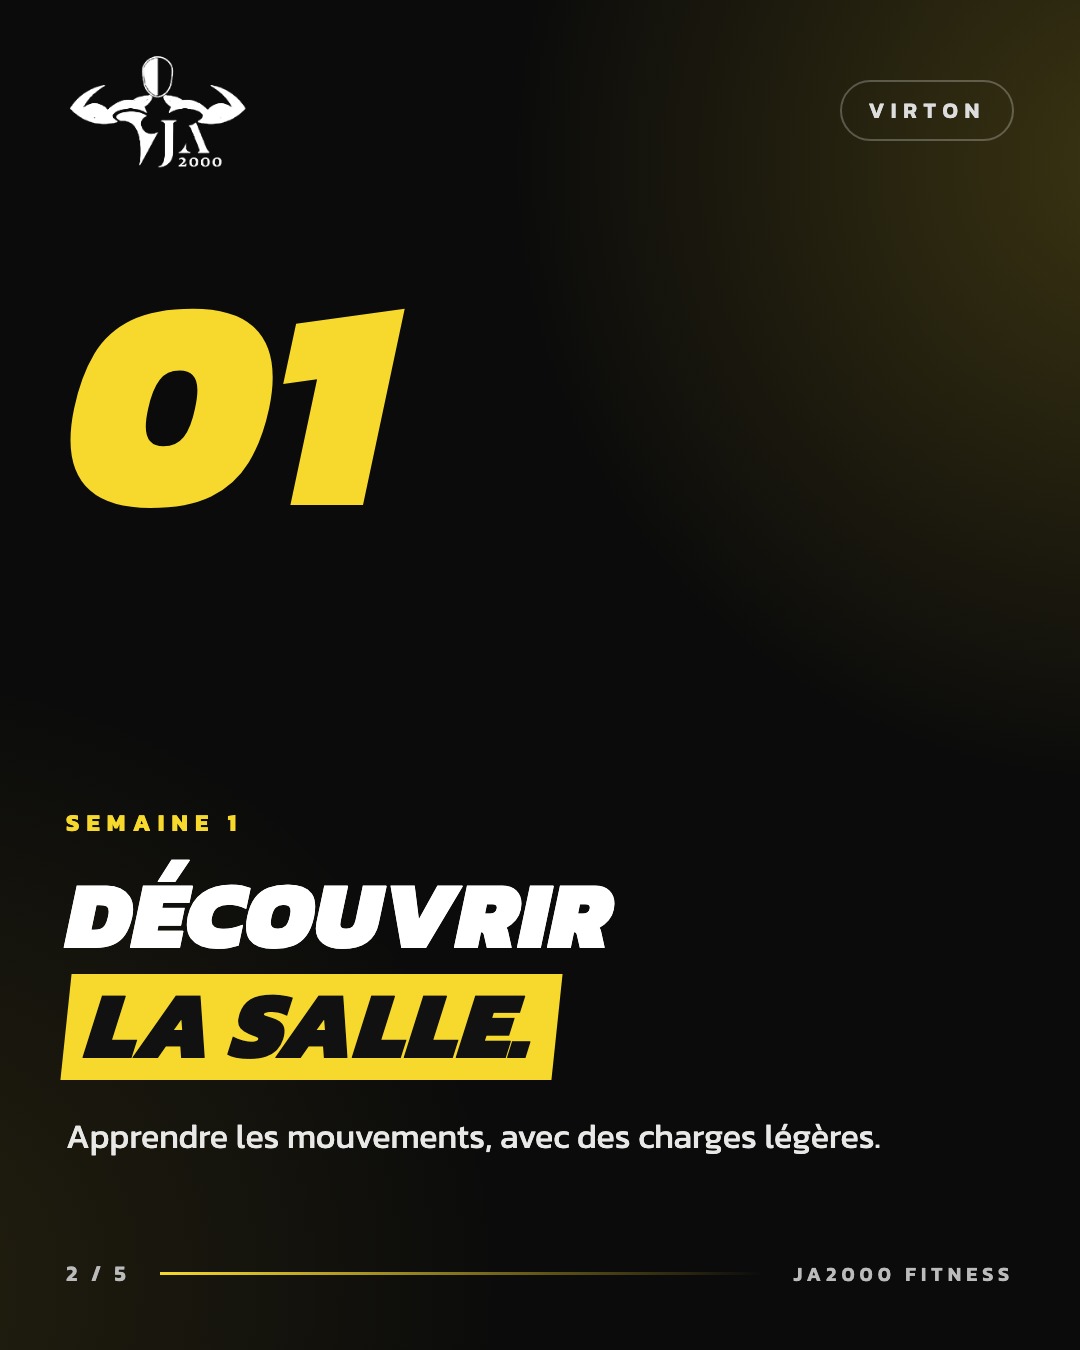 JA
2000
VIRTON
01
SEMAINE 1
DÉCOUVRIR
LA SALLE.
Apprendre les mouvements, avec des charges légères.
2 / 5
JA2000 FITNESS